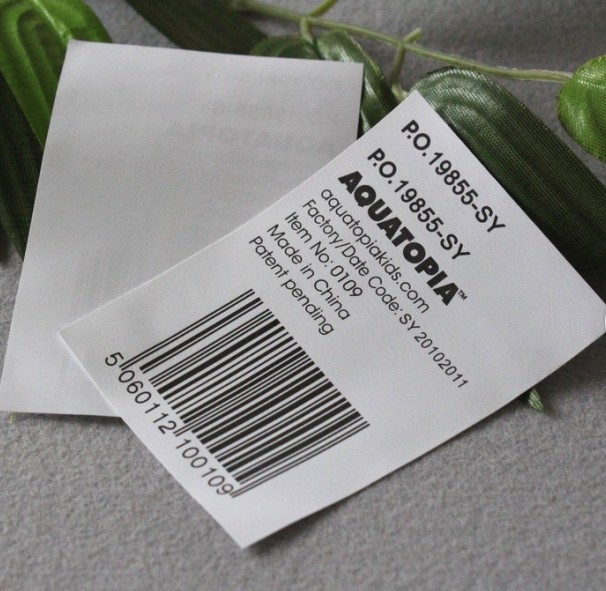 P.O.19855-SY
P.O.19855-SY
AQUATOPIA™
aquatopiakids.com
Factory/Date Code: SY 20102011
Item No: 0109
Made in China
Patent pending
5 060112 100109